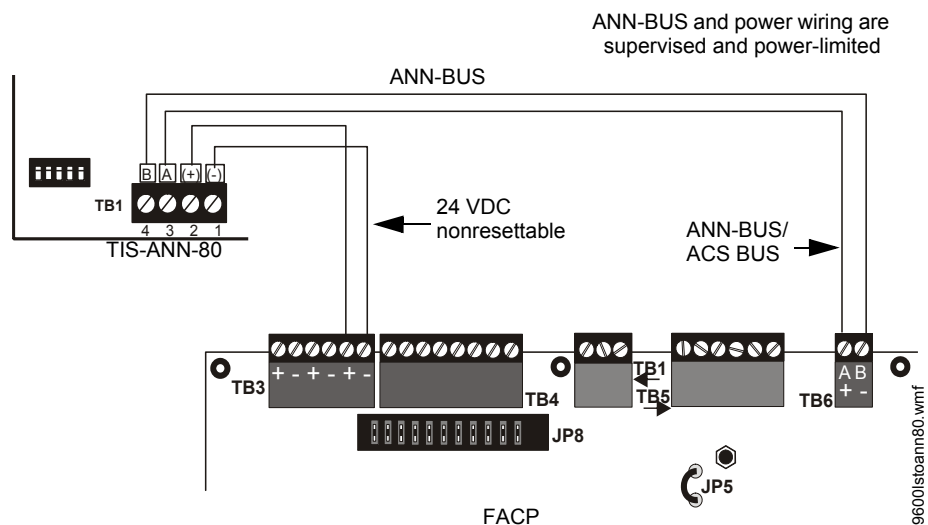 ANN-BUS and power wiring are
supervised and power-limited
ANN-BUS
B A (+) (-)
TB1
4 3 2 1
TIS-ANN-80
24 VDC
nonresettable
ANN-BUS/
ACS BUS
+ - + - + -
TB3
TB4
TB1
TB5
TB6
A B
+ -
JP8
JP5
FACP
9600lstoann80.wmf